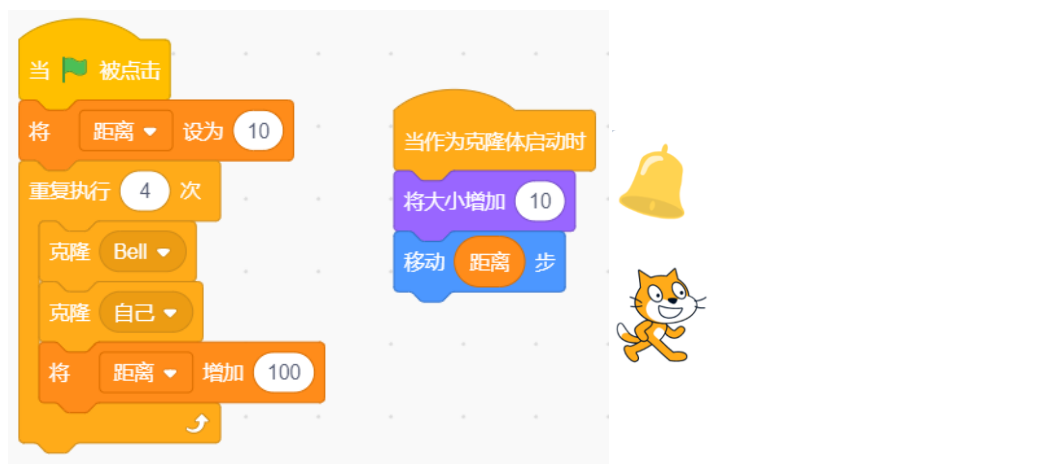 当 被点击
将 距离 设为 10
重复执行 4 次
克隆 Bell
克隆 自己
将 距离 增加 100
当作为克隆体启动时
将大小增加 10
移动 距离 步